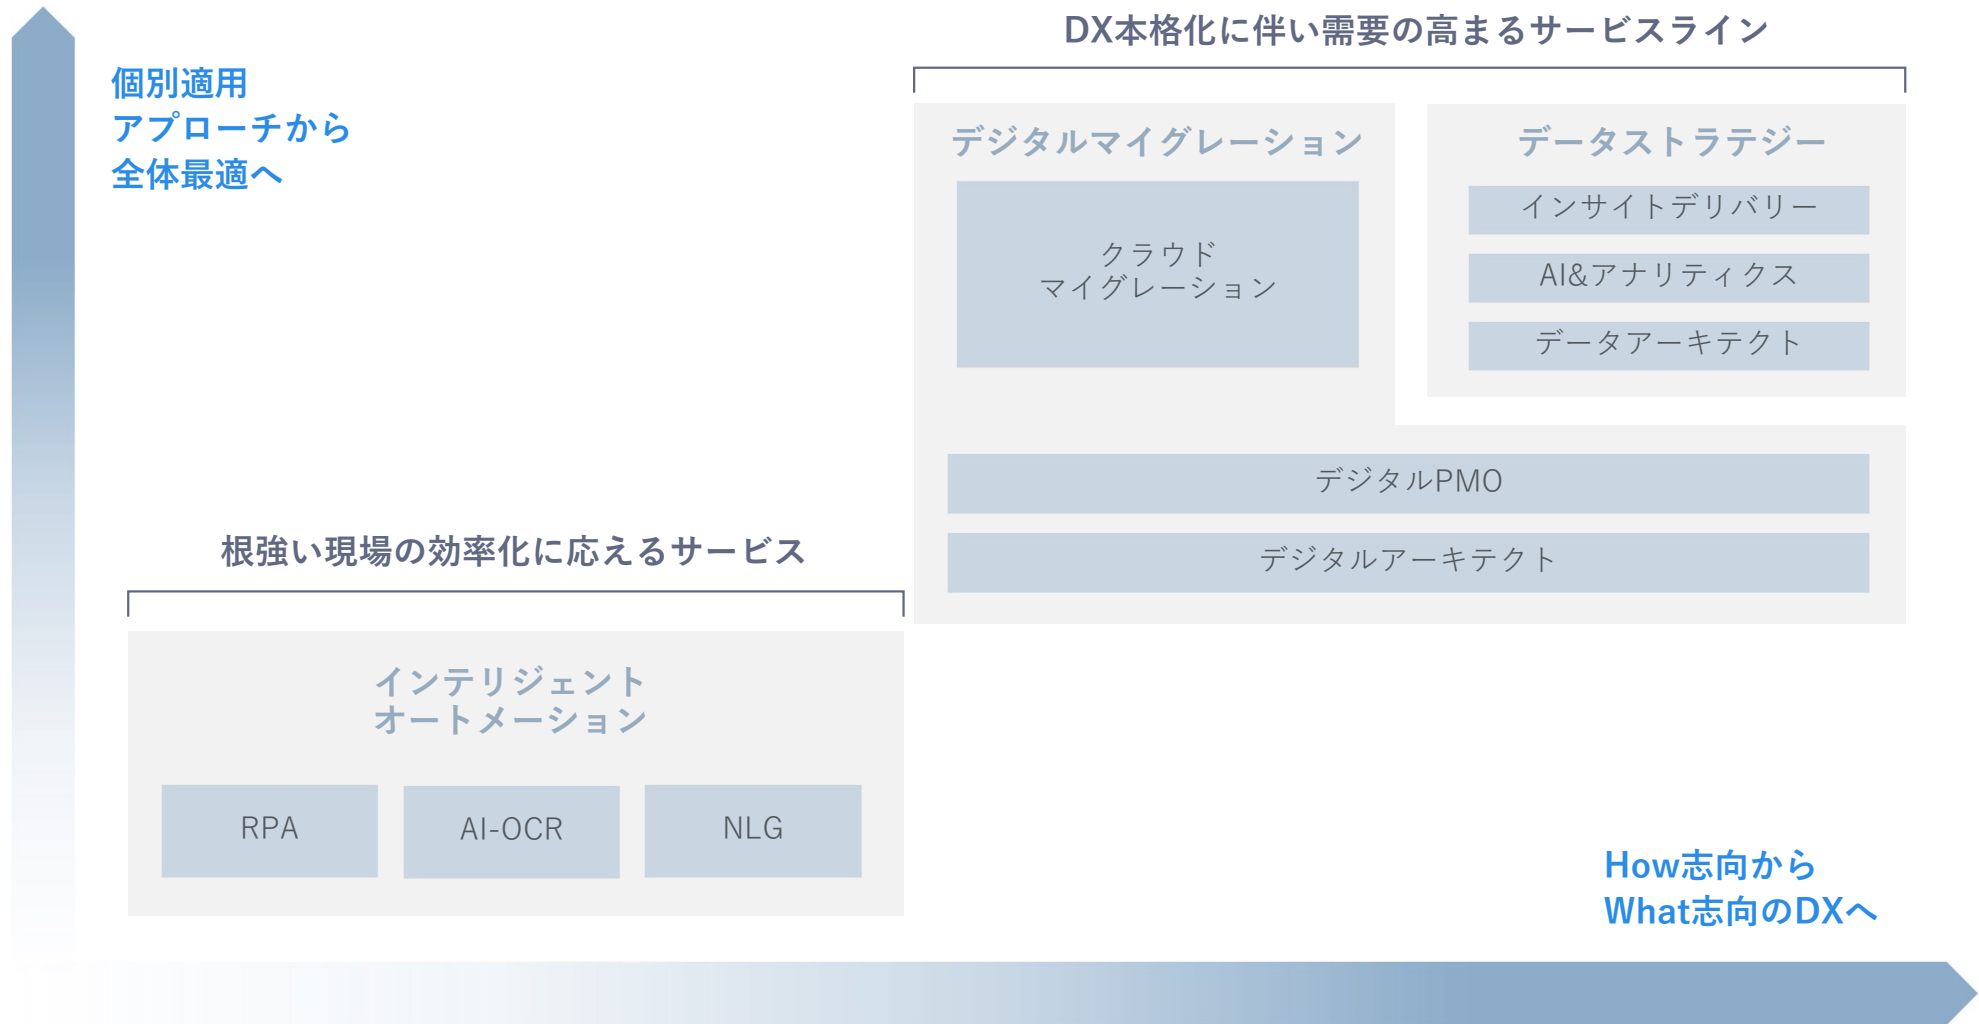 DX本格化に伴い需要の高まるサービスライン
個別適用
アプローチから
全体最適へ
デジタルマイグレーション
クラウド
マイグレーション
データストラテジー
インサイトデリバリー
AI&アナリティクス
データアーキテクト
デジタルPMO
デジタルアーキテクト
根強い現場の効率化に応えるサービス
インテリジェント
オートメーション
RPA
AI-OCR
NLG
How志向から
What志向のDXへ